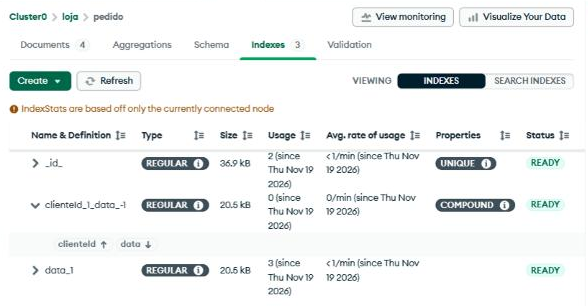 Cluster0 > loja > pedido
View monitoring
Visualize Your Data
Documents 4 Aggregations Schema Indexes 3 Validation
Create Refresh
VIEWING INDEXES SEARCH INDEXES
IndexStats are based off only the currently connected node
Name & Definition Type Size Usage Avg. rate of usage Properties Status
_id_ REGULAR 36.9 kB 2 (since Thu Nov 19 2026) <1/min (since Thu Nov 19 2026) UNIQUE READY
clienteId_1_data_-1 REGULAR 20.5 kB 0 (since Thu Nov 19 2026) 0/min (since Thu Nov 19 2026) COMPOUND READY
clienteId ↑ data ↓
data_1 REGULAR 20.5 kB 3 (since Thu Nov 19 2026) <1/min (since Thu Nov 19 2026) READY